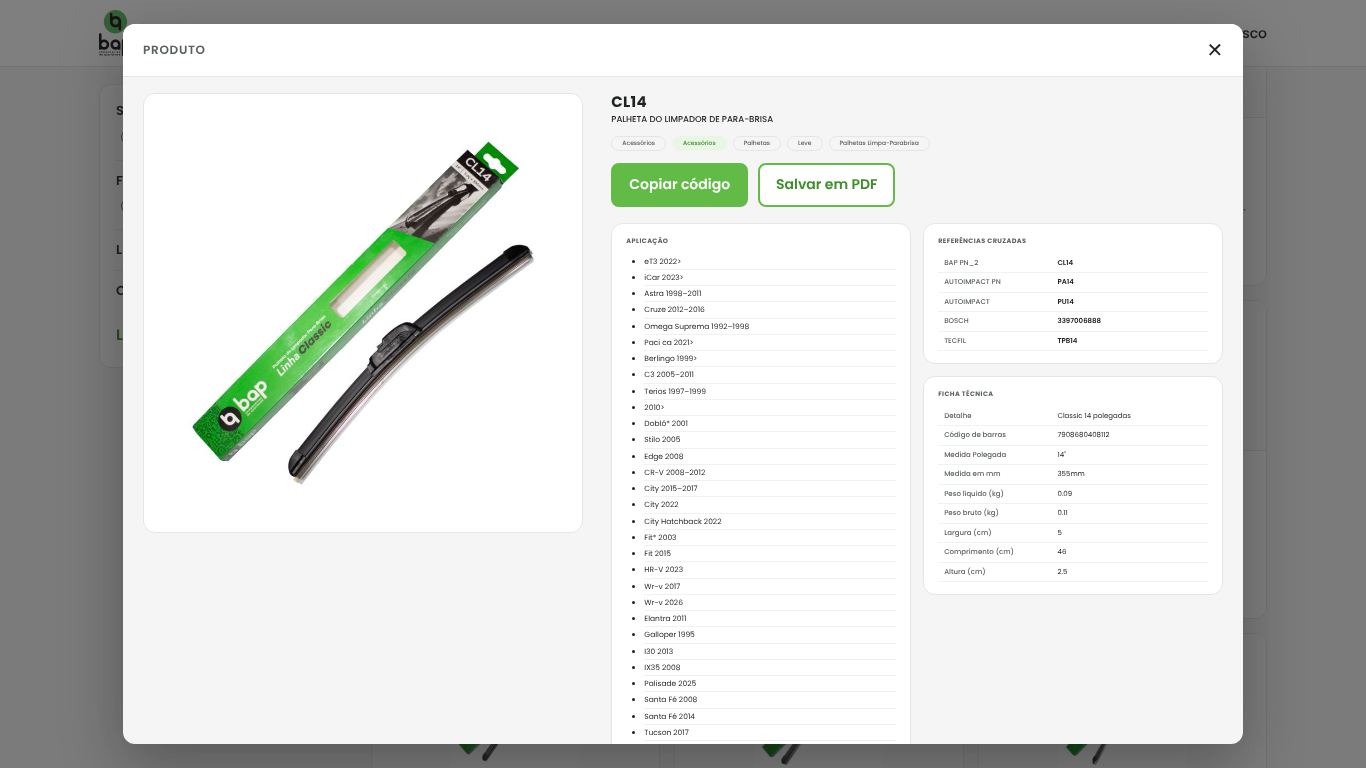 bap
SCO
PRODUTO
CL14
bap
Linha Classic
CL14
PALHETA DO LIMPADOR DE PARA-BRISA
Acessórios
Acessórios
Palhetas
Leve
Palhetas Limpa-Parabrisa
Copiar código
Salvar em PDF
APLICAÇÃO
eT3 2022>
iCar 2023>
Astra 1998–2011
Cruze 2012–2016
Omega Suprema 1992–1998
Paci ca 2021>
Berlingo 1999>
C3 2005–2011
Terios 1997–1999
2010>
Dobló* 2001
Stilo 2005
Edge 2008
CR-V 2008–2012
City 2015–2017
City 2022
City Hatchback 2022
Fit* 2003
Fit 2015
HR-V 2023
Wr-v 2017
Wr-v 2026
Elantra 2011
Galloper 1995
I30 2013
IX35 2008
Palisade 2025
Santa Fé 2008
Santa Fé 2014
Tucson 2017
REFERÊNCIAS CRUZADAS
BAP PN_2 CL14
AUTOIMPACT PN PA14
AUTOIMPACT PU14
BOSCH 3397006888
TECFIL TPB14
FICHA TÉCNICA
Detalhe Classic 14 polegadas
Código de barras 7908680408112
Medida Polegada 14"
Medida em mm 355mm
Peso líquido (kg) 0.09
Peso bruto (kg) 0.11
Largura (cm) 5
Comprimento (cm) 46
Altura (cm) 2.5